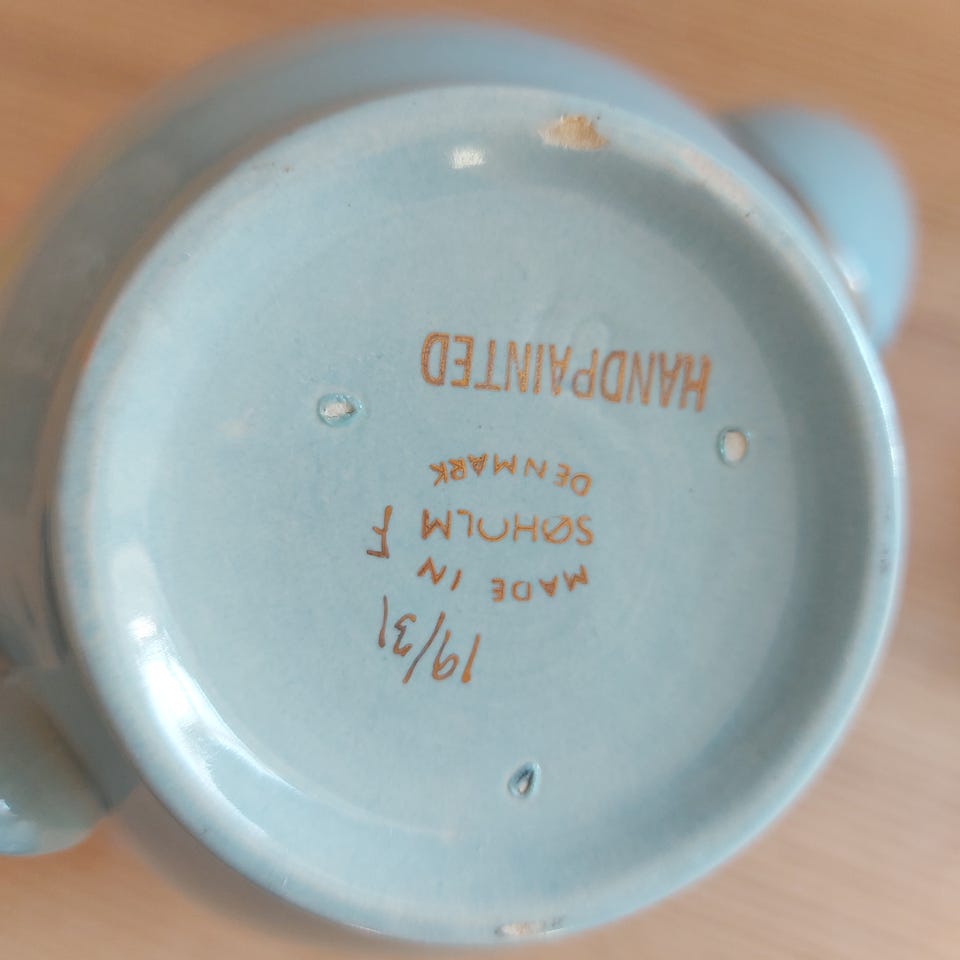 19/31
MADE IN
SØHOLM F
DENMARK
HANDPAINTED